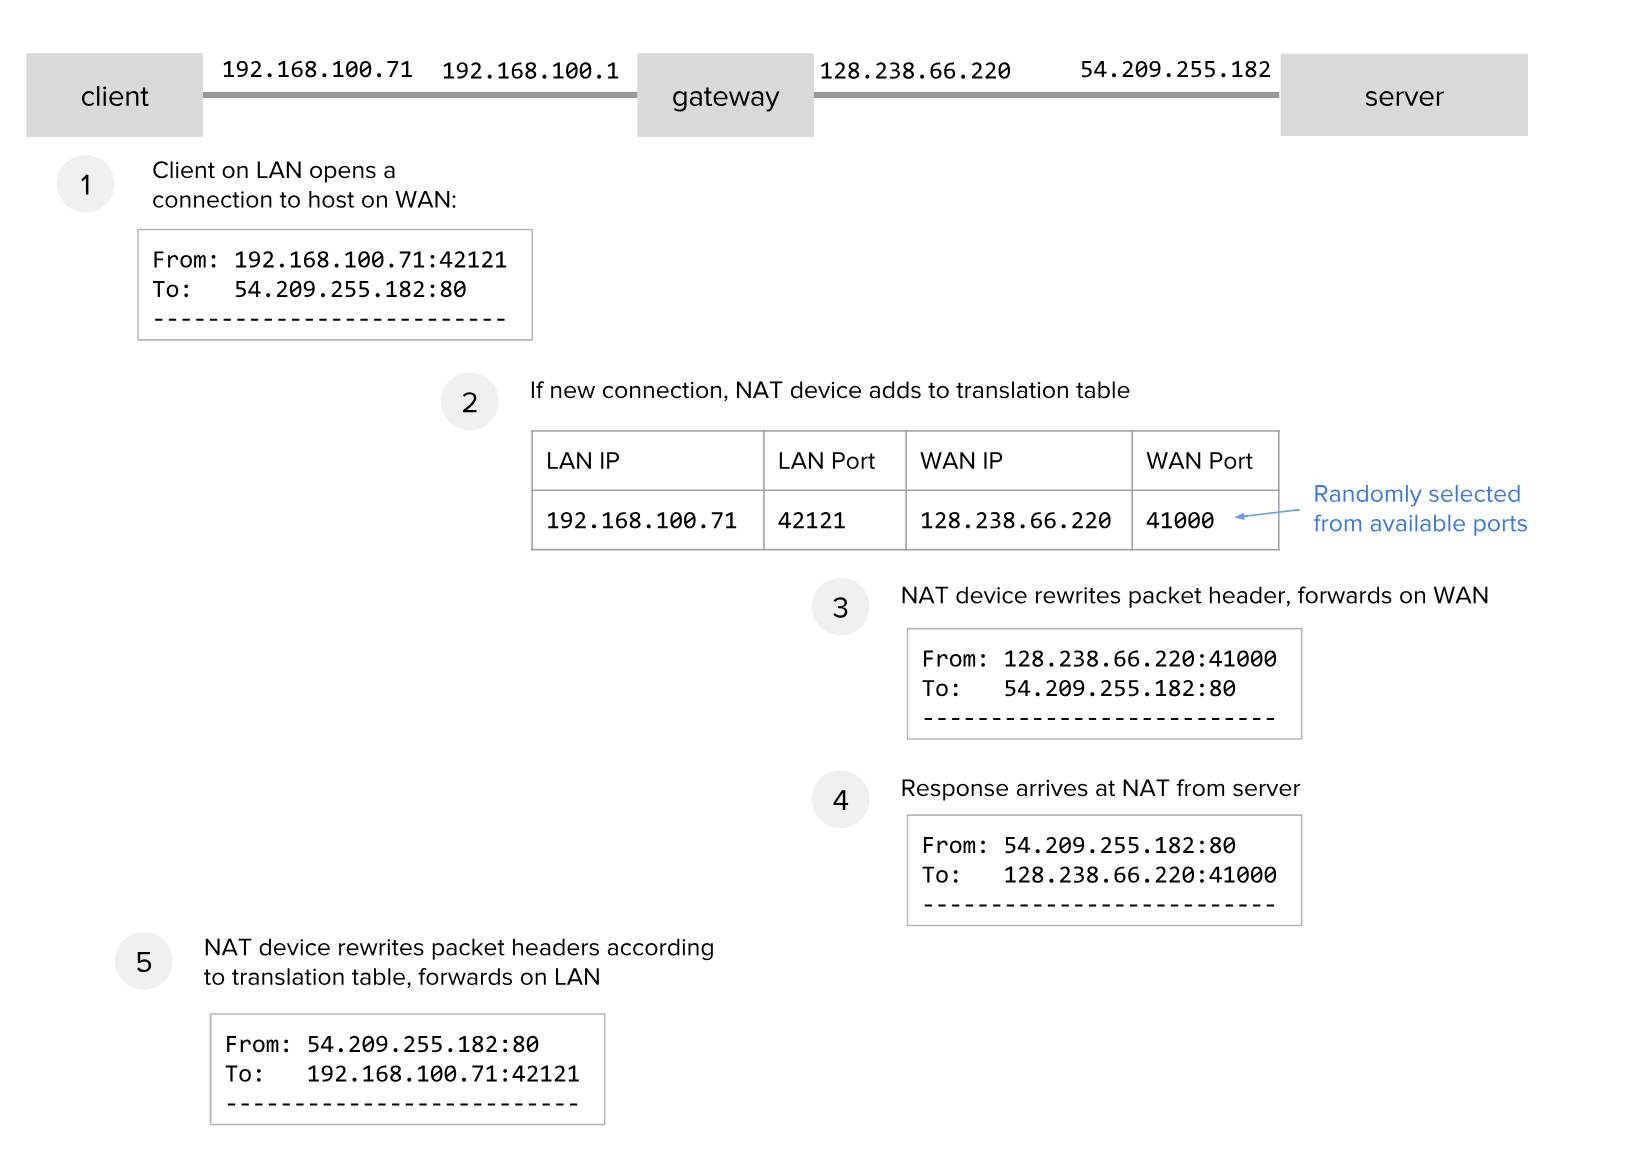 client
192.168.100.71
192.168.100.1
gateway
128.238.66.220
54.209.255.182
server
1
Client on LAN opens a
connection to host on WAN:
From: 192.168.100.71:42121
To: 54.209.255.182:80
--------------------------
2
If new connection, NAT device adds to translation table
LAN IP
LAN Port
WAN IP
WAN Port
192.168.100.71
42121
128.238.66.220
41000
Randomly selected
from available ports
3
NAT device rewrites packet header, forwards on WAN
From: 128.238.66.220:41000
To: 54.209.255.182:80
--------------------------
4
Response arrives at NAT from server
From: 54.209.255.182:80
To: 128.238.66.220:41000
--------------------------
5
NAT device rewrites packet headers according
to translation table, forwards on LAN
From: 54.209.255.182:80
To: 192.168.100.71:42121
--------------------------